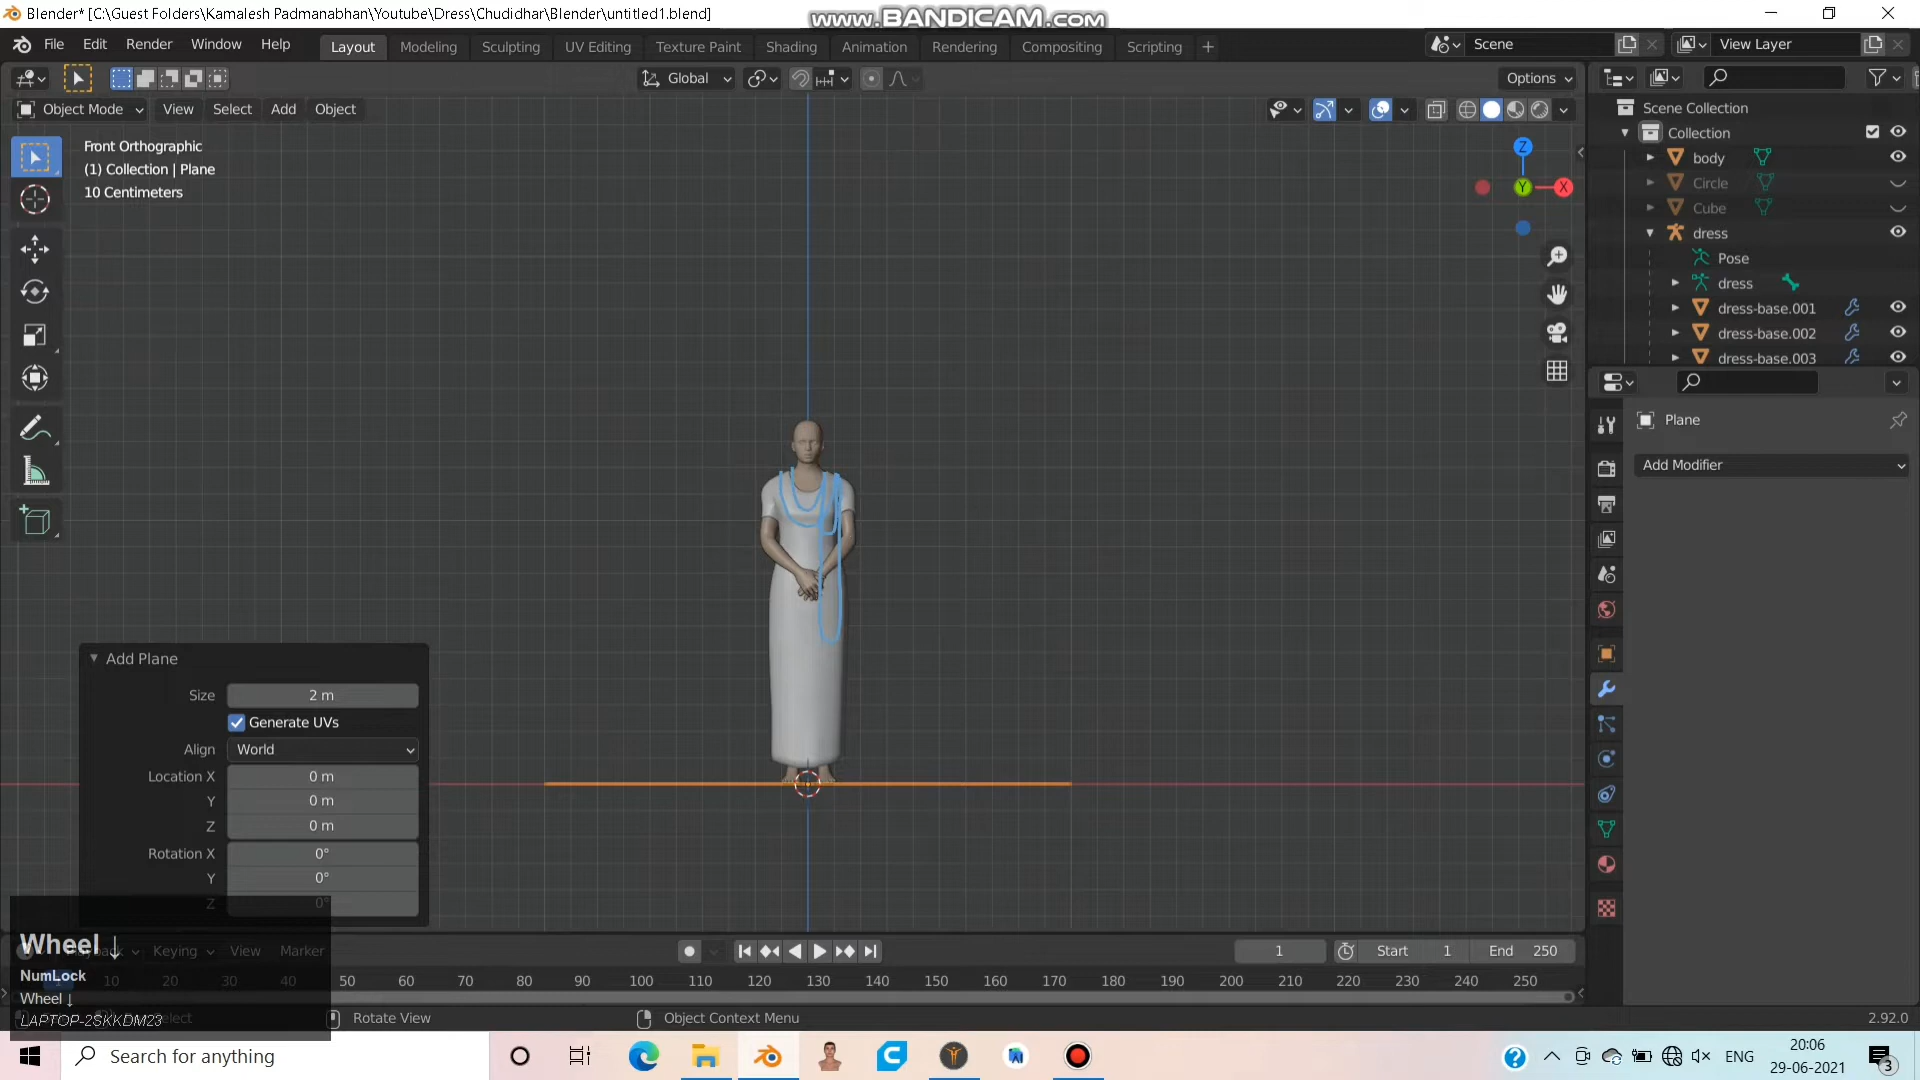 Blender* [C:\Guest Folders\Kamalesh Padmanabhan\Youtube\Dress\Chudidhar\Blender\untitled1.blend]
www.BANDICAM.com
File Edit Render Window Help
Layout Modeling Sculpting UV Editing Texture Paint Shading Animation Rendering Compositing Scripting +
Scene
View Layer
Global
Options
Object Mode View Select Add Object
Front Orthographic
(1) Collection | Plane
10 Centimeters
Z
Y
X
Scene Collection
Collection
body
Circle
Cube
dress
Pose
dress
dress-base.001
dress-base.002
dress-base.003
Plane
Add Modifier
Add Plane
Size 2 m
Generate UVs
Align World
Location X 0 m
Y 0 m
Z 0 m
Rotation X 0°
Y 0°
Z 0°
Wheel ↓
NumLock
Wheel ↓
LAPTOP-2SKKDM23
Keying View Marker
1 Start 1 End 250
10 20 30 40 50 60 70 80 90 100 110 120 130 140 150 160 170 180 190 200 210 220 230 240 250
Rotate View
Object Context Menu
2.92.0
Search for anything
ENG
20:06
29-06-2021
3